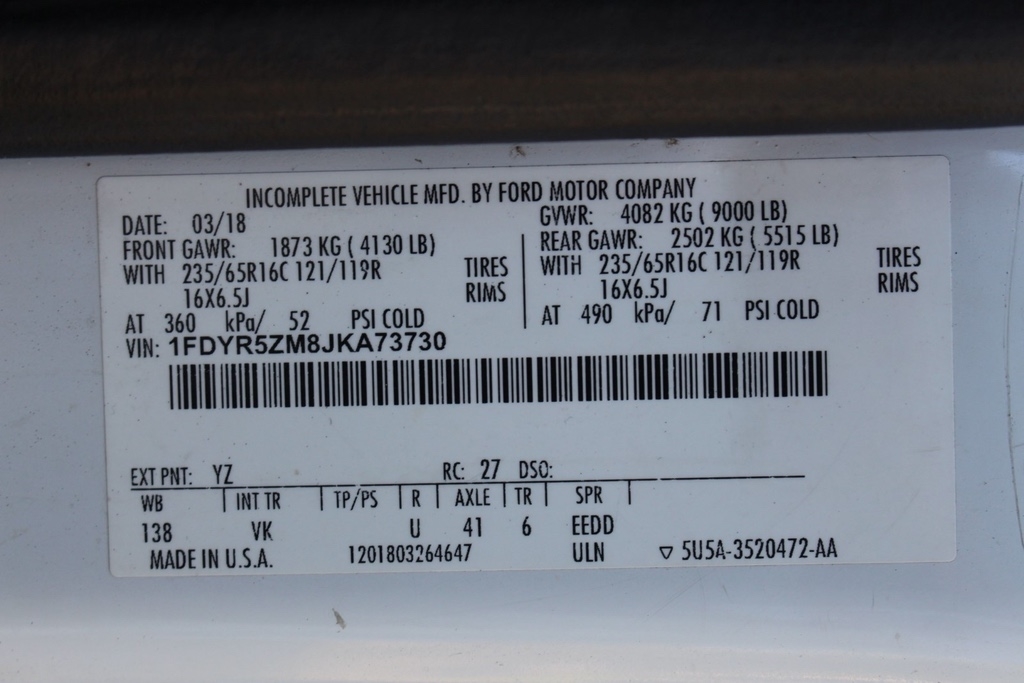 INCOMPLETE VEHICLE MFD. BY FORD MOTOR COMPANY
DATE: 03/18 GVWR: 4082 KG ( 9000 LB)
FRONT GAWR: 1873 KG ( 4130 LB) REAR GAWR: 2502 KG ( 5515 LB)
WITH 235/65R16C 121/119R TIRES WITH 235/65R16C 121/119R TIRES
16X6.5J RIMS 16X6.5J RIMS
AT 360 kPa/ 52 PSI COLD AT 490 kPa/ 71 PSI COLD
VIN: 1FDYR5ZM8JKA73730
EXT PNT: YZ RC: 27 DSO:
WB INT TR TP/PS R AXLE TR SPR
138 VK U 41 6 EEDD
MADE IN U.S.A. 1201803264647 ULN ▽ 5U5A-3520472-AA